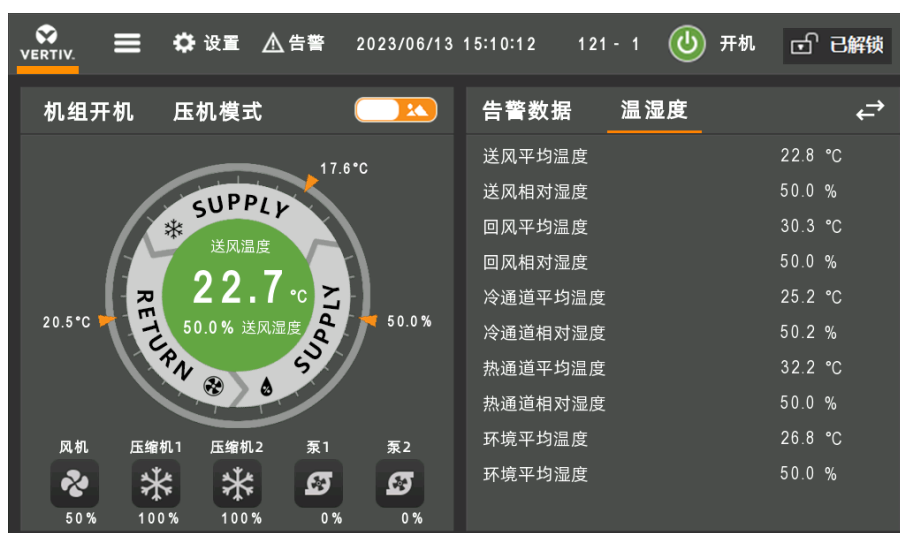 VERTIV.
设置
告警
2023/06/13 15:10:12
121 - 1
开机
已解锁
机组开机 压机模式
17.6°C
SUPPLY
送风温度
22.7 °C
50.0% 送风湿度
RETURN
SUPPLY
20.5°C
50.0%
风机 压缩机1 压缩机2 泵1 泵2
50% 100% 100% 0% 0%
告警数据 温湿度
送风平均温度 22.8 °C
送风相对湿度 50.0 %
回风平均温度 30.3 °C
回风相对湿度 50.0 %
冷通道平均温度 25.2 °C
冷通道相对湿度 50.2 %
热通道平均温度 32.2 °C
热通道相对湿度 50.0 %
环境平均温度 26.8 °C
环境平均湿度 50.0 %